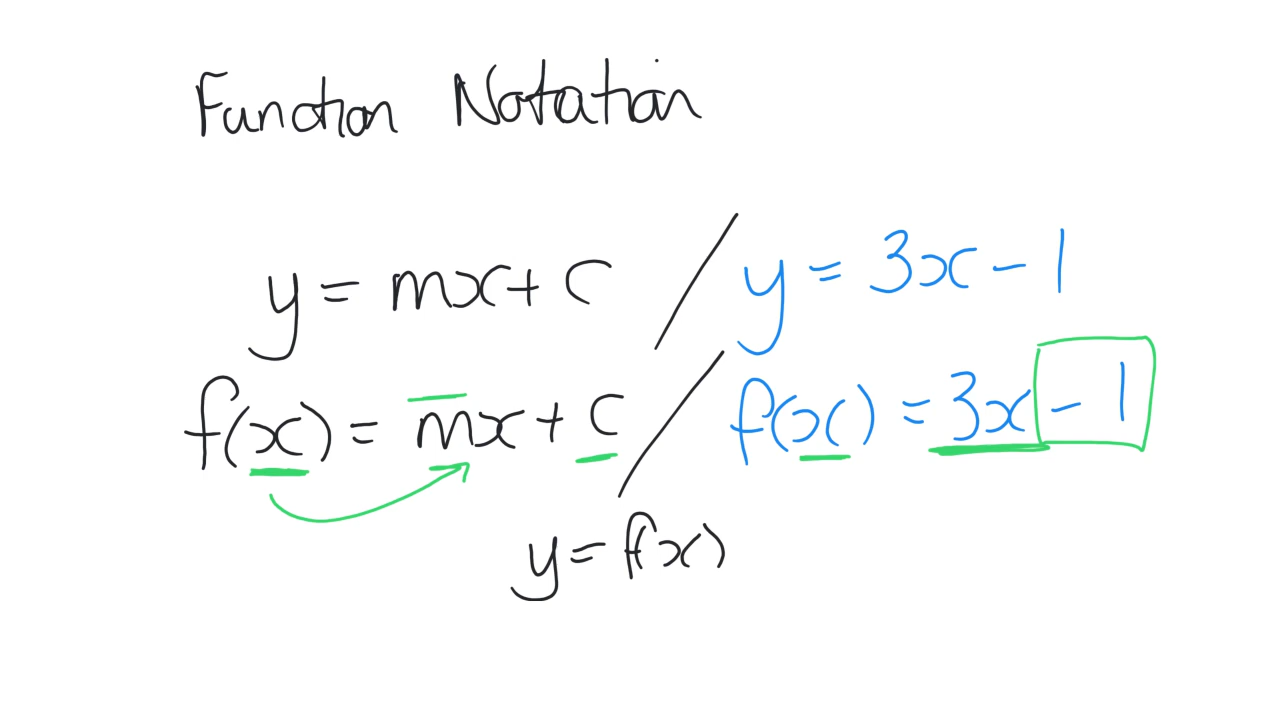 Function Notation
y = mx + c / y = 3x - 1
f(x) = mx + c / f(x) = 3x - 1
y = f(x)